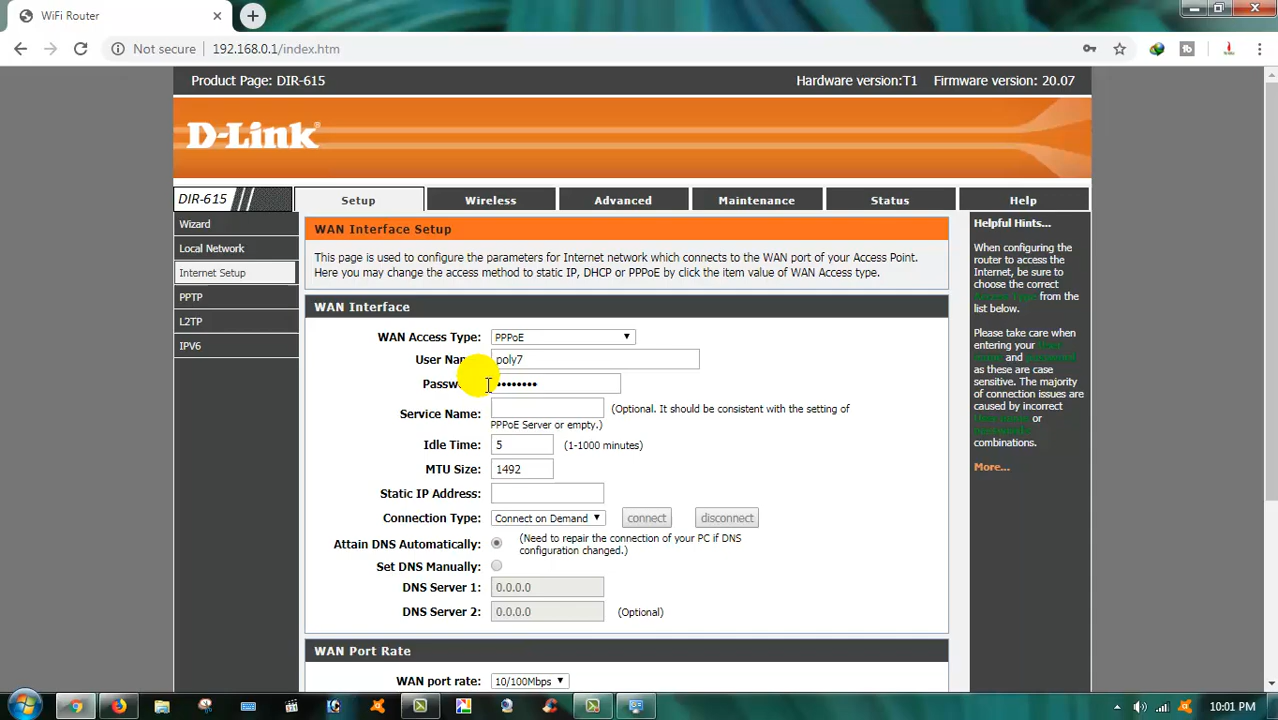 WiFi Router
Not secure
192.168.0.1/index.htm
Product Page: DIR-615
Hardware version:T1
Firmware version: 20.07
D-Link®
DIR-615
Setup
Wireless
Advanced
Maintenance
Status
Help
Wizard
Local Network
Internet Setup
PPTP
L2TP
IPV6
WAN Interface Setup
This page is used to configure the parameters for Internet network which connects to the WAN port of your Access Point.
Here you may change the access method to static IP, DHCP or PPPoE by click the item value of WAN Access type.
WAN Interface
WAN Access Type: PPPoE
User Na poly7
Passw ••••••••
Service Name: (Optional. It should be consistent with the setting of
PPPoE Server or empty.)
Idle Time: 5 (1-1000 minutes)
MTU Size: 1492
Static IP Address:
Connection Type: Connect on Demand connect disconnect
Attain DNS Automatically: (Need to repair the connection of your PC if DNS
configuration changed.)
Set DNS Manually:
DNS Server 1: 0.0.0.0
DNS Server 2: 0.0.0.0 (Optional)
WAN Port Rate
WAN port rate: 10/100Mbps
Helpful Hints...
When configuring the
router to access the
Internet, be sure to
choose the correct
Access Type from the
list below.
Please take care when
entering your User
name and password
as these are case
sensitive. The majority
of connection issues are
caused by incorrect
or
combinations.
More...
10:01 PM